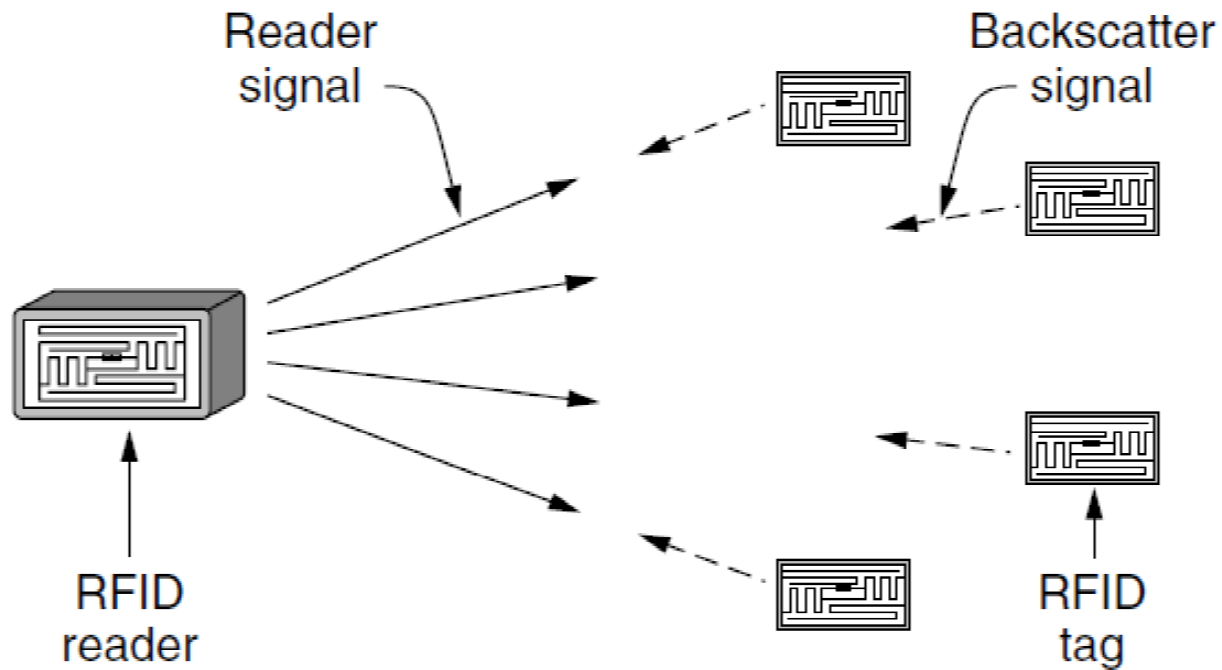 Reader
signal
Backscatter
signal
RFID
reader
RFID
tag